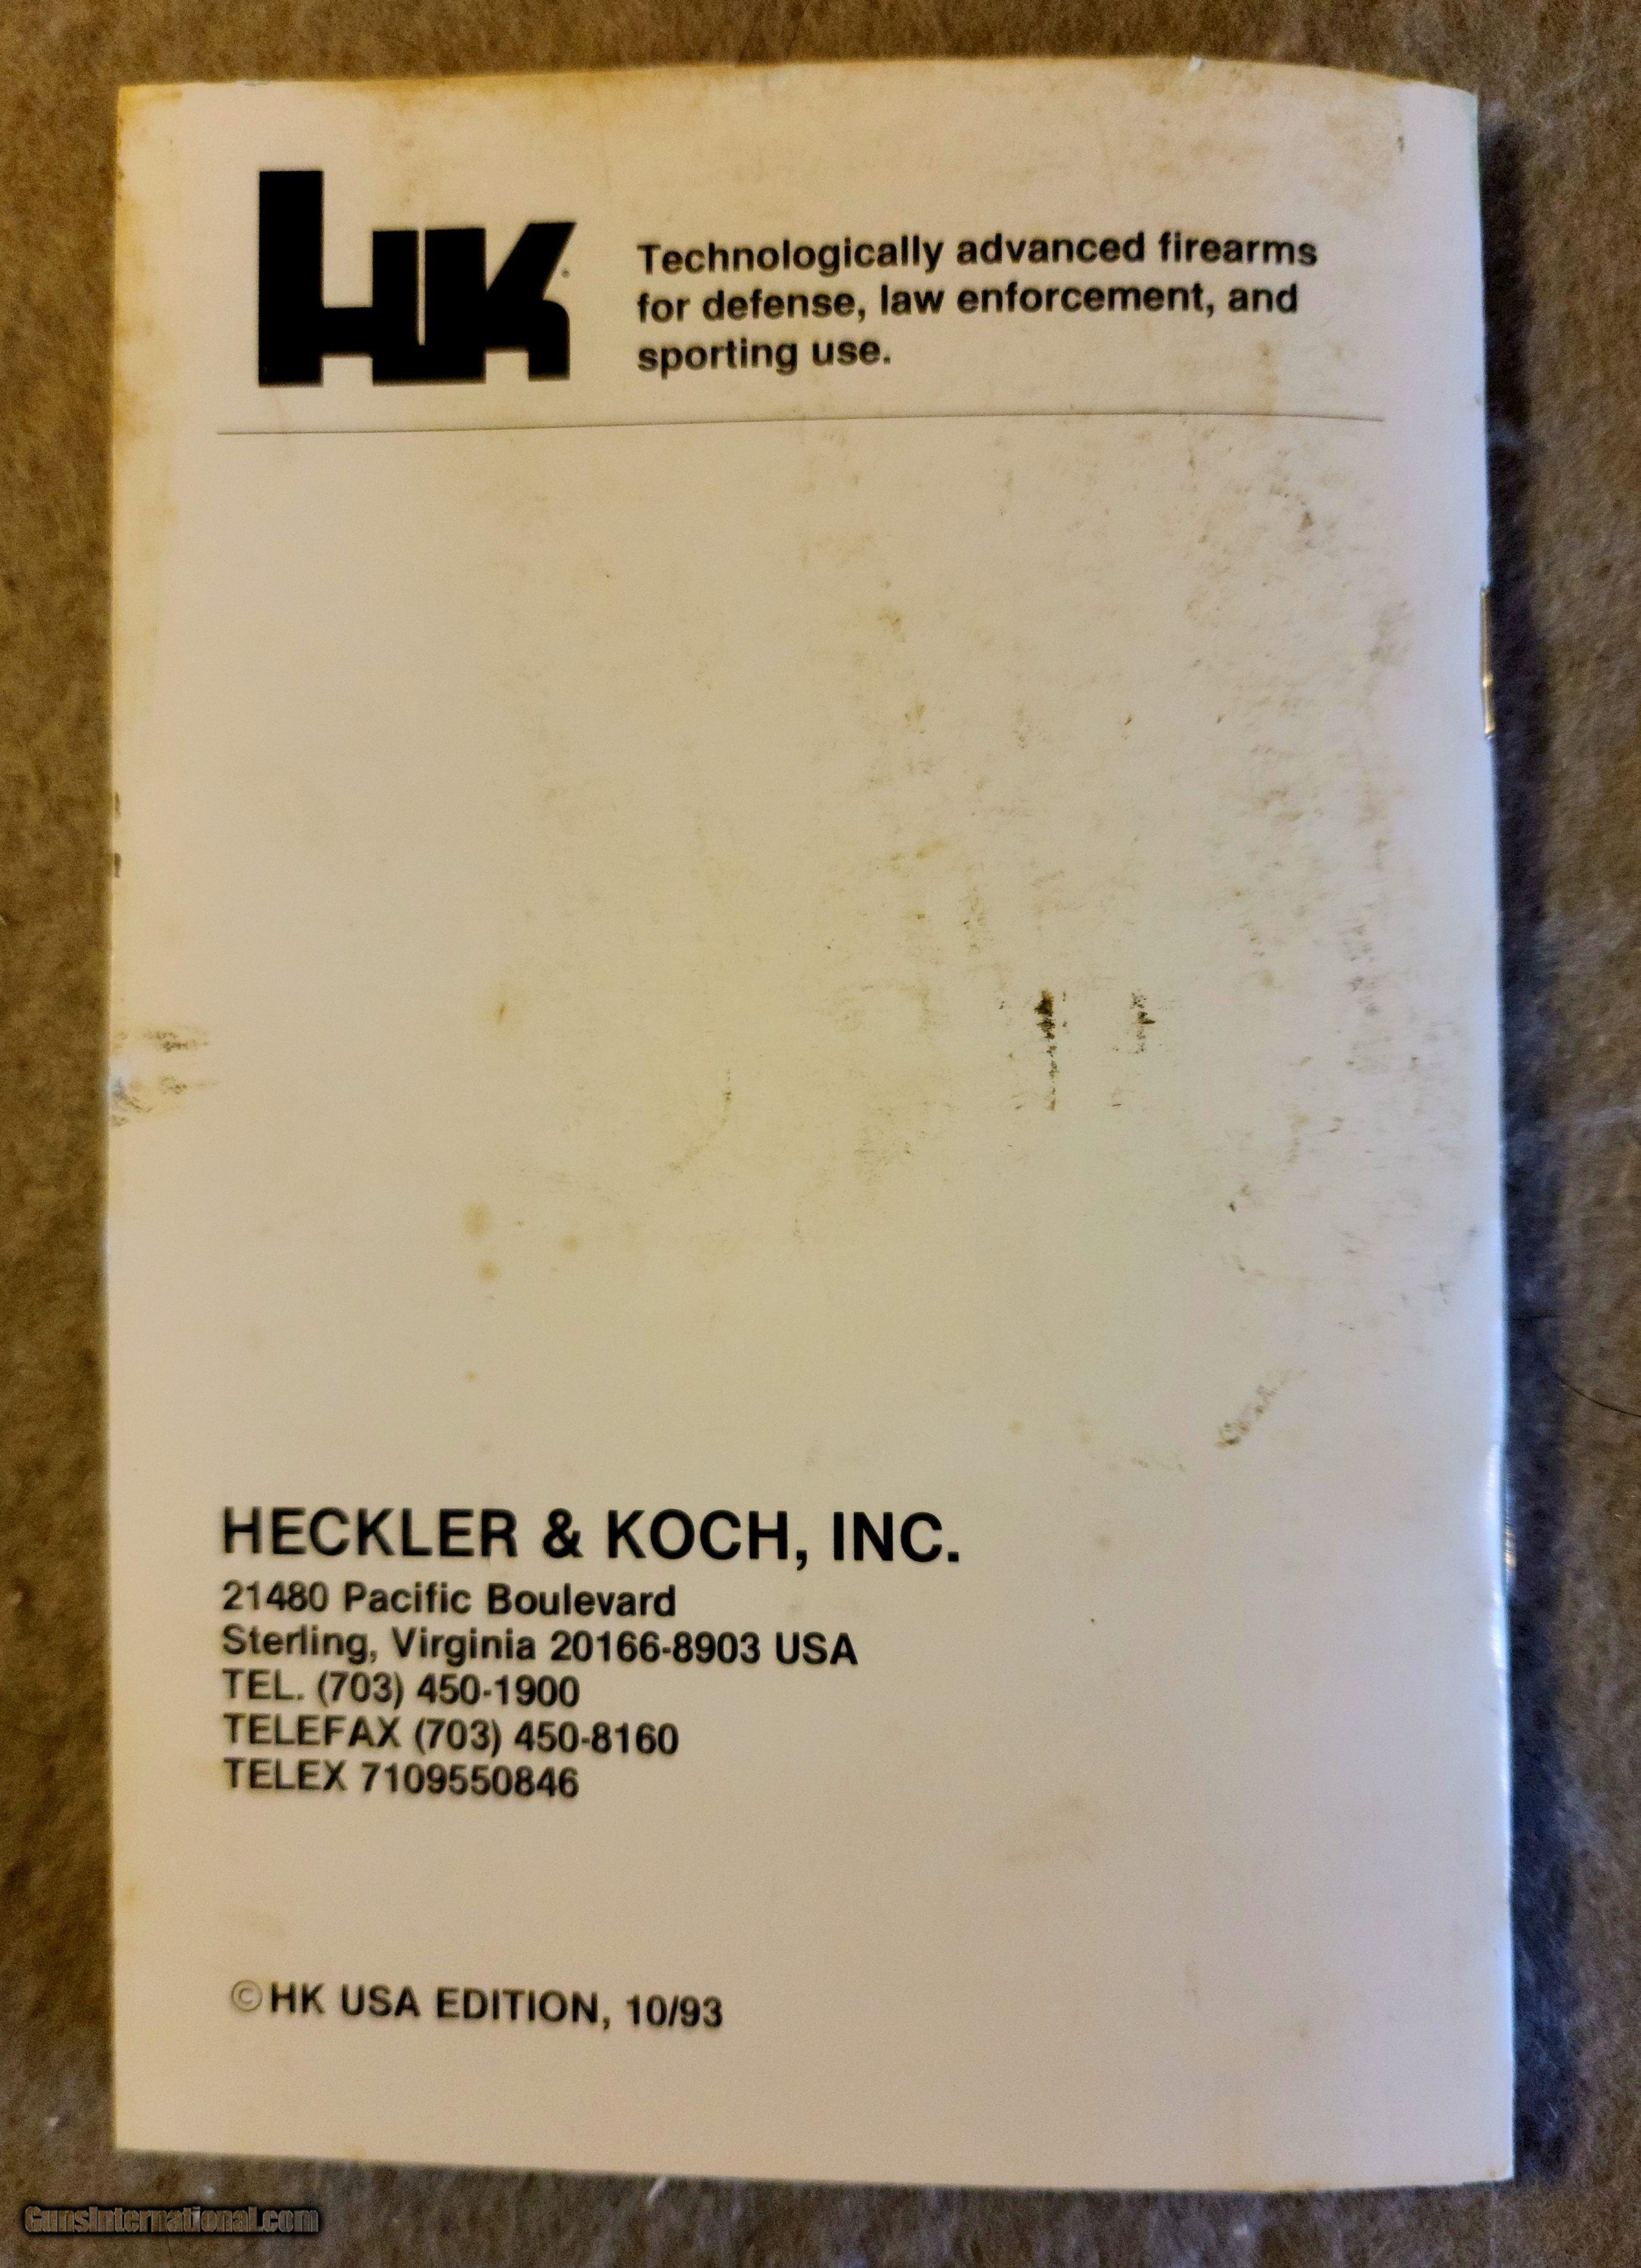 HK
Technologically advanced firearms
for defense, law enforcement, and
sporting use.
HECKLER & KOCH, INC.
21480 Pacific Boulevard
Sterling, Virginia 20166-8903 USA
TEL. (703) 450-1900
TELEFAX (703) 450-8160
TELEX 7109550846
©HK USA EDITION, 10/93
GunsInternational.com